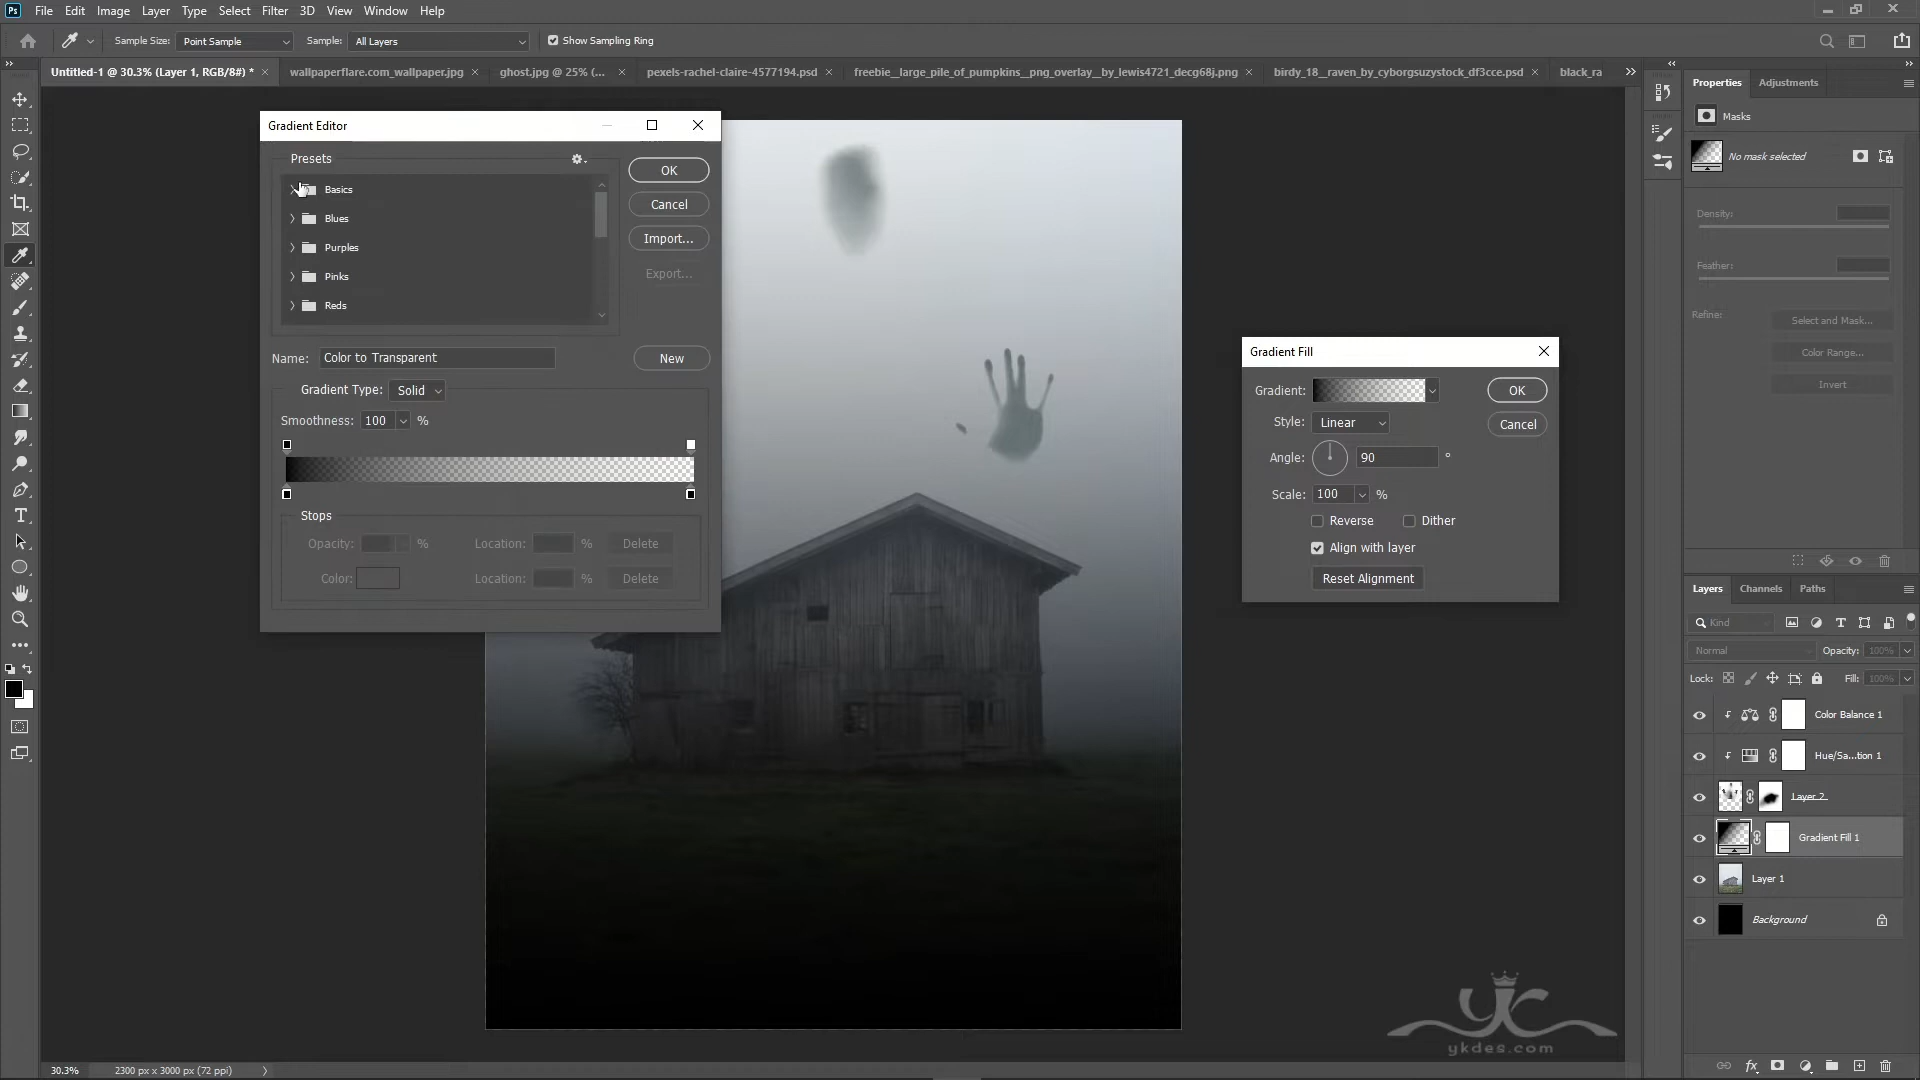 Ps File Edit Image Layer Type Select Filter 3D View Window Help
Sample Size: Point Sample Sample: All Layers Show Sampling Ring
Untitled-1 @ 30.3% (Layer 1, RGB/8#) * wallpaperflare.com_wallpaper.jpg ghost.jpg @ 25% (... pexels-rachel-claire-4577194.psd freebie__large_pile_of_pumpkins__png_overlay__by_lewis4721_decg68j.png birdy_18__raven_by_cyborgsuzystock_df3cce.psd black_ra
Gradient Editor
Presets
Basics
Blues
Purples
Pinks
Reds
OK
Cancel
Import...
Export...
Name: Color to Transparent
New
Gradient Type: Solid
Smoothness: 100 %
Stops
Opacity: % Location: % Delete
Color: Location: % Delete
Gradient Fill
Gradient: OK
Style: Linear Cancel
Angle: 90 °
Scale: 100 %
Reverse Dither
Align with layer
Reset Alignment
Properties Adjustments
Masks
No mask selected
Density:
Feather:
Refine:
Select and Mask...
Color Range...
Invert
Layers Channels Paths
Kind
Normal Opacity: 100%
Lock: Fill: 100%
Color Balance 1
Hue/Sa...tion 1
Layer 2
Gradient Fill 1
Layer 1
Background
yc
ykdes.com
30.3% 2300 px x 3000 px (72 ppi)